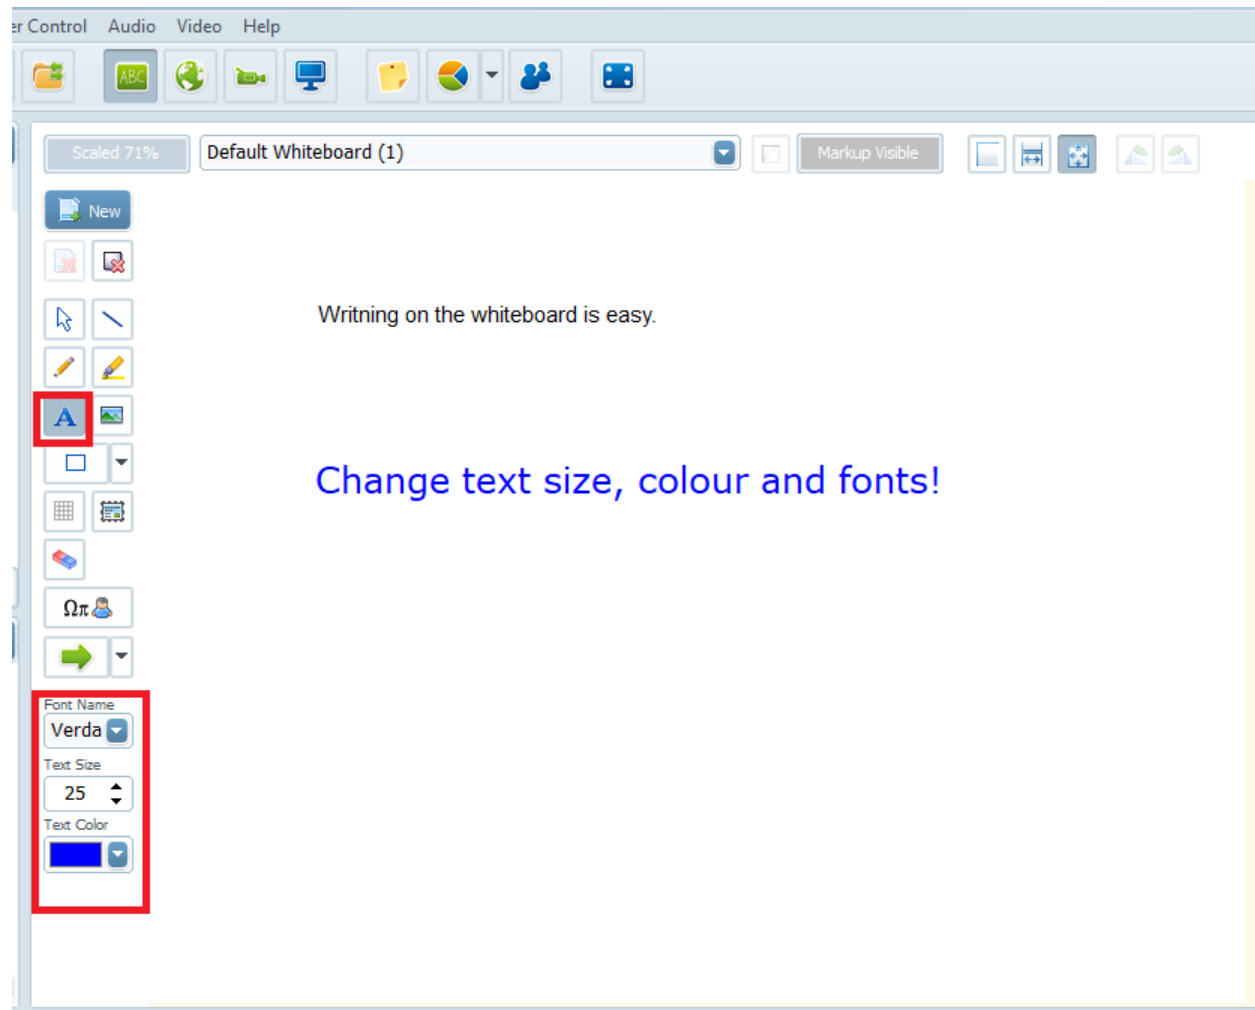 er Control Audio Video Help
ABC
Scaled 71% Default Whiteboard (1) Markup Visible
New
Writning on the whiteboard is easy.
A
Change text size, colour and fonts!
Ωπ
Font Name
Verda
Text Size
25
Text Color